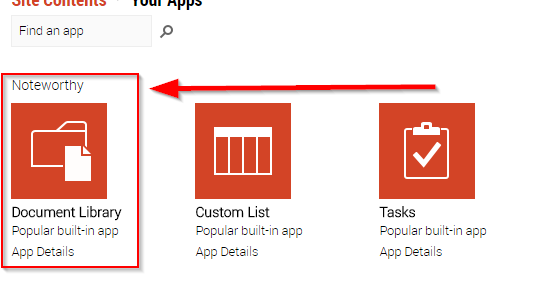 Site Contents › Your Apps
Find an app
Noteworthy
Document Library
Popular built-in app
App Details
Custom List
Popular built-in app
App Details
Tasks
Popular built-in app
App Details